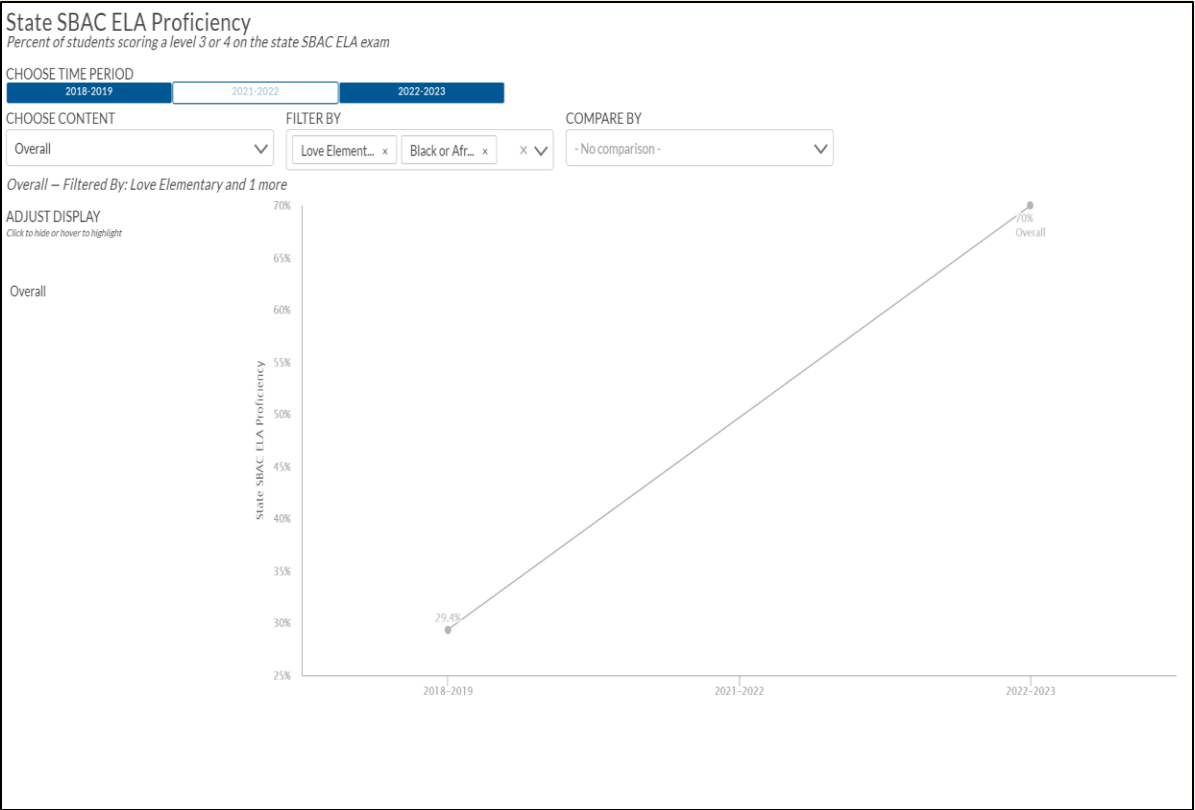 State SBAC ELA Proficiency
Percent of students scoring a level 3 or 4 on the state SBAC ELA exam
CHOOSE TIME PERIOD
2018-2019 2021-2022 2022-2023
CHOOSE CONTENT FILTER BY COMPARE BY
Overall Love Element... × Black or Afr... × × - No comparison -
Overall — Filtered By: Love Elementary and 1 more
ADJUST DISPLAY
Click to hide or hover to highlight
Overall
State SBAC ELA Proficiency
70%
65%
60%
55%
50%
45%
40%
35%
30%
25%
29.4%
70%
Overall
2018-2019 2021-2022 2022-2023